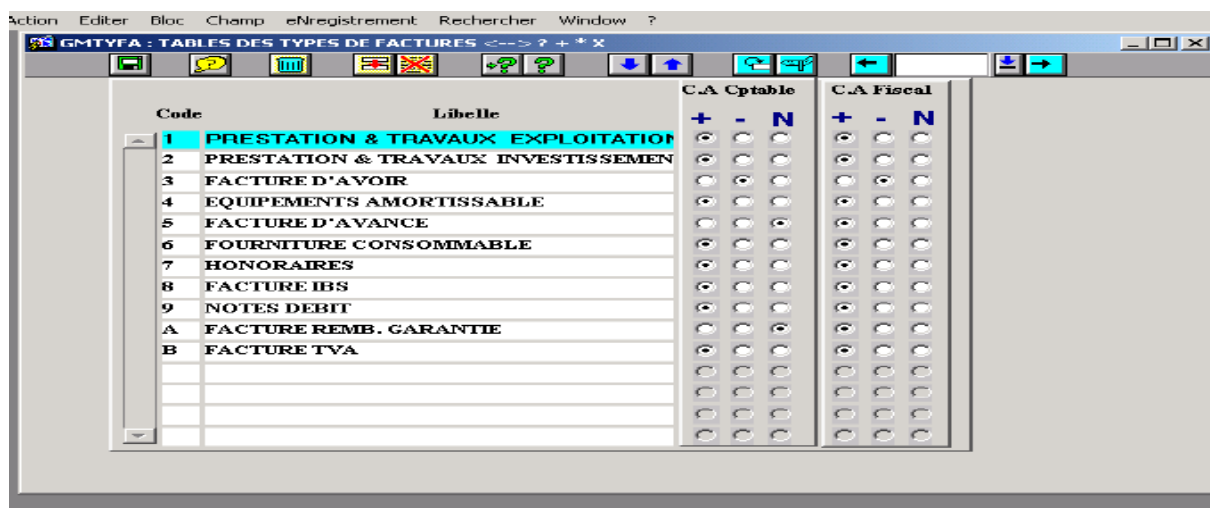 Action Editer Bloc Champ eNregistrement Rechercher Window ?
GMTYFA : TABLES DES TYPES DE FACTURES <--> ? + * X
C.A Cptable C.A Fiscal
Code Libelle + - N + - N
1 PRESTATION & TRAVAUX EXPLOITATION
2 PRESTATION & TRAVAUX INVESTISSEMEN
3 FACTURE D'AVOIR
4 EQUIPEMENTS AMORTISSABLE
5 FACTURE D'AVANCE
6 FOURNITURE CONSOMMABLE
7 HONORAIRES
8 FACTURE IBS
9 NOTES DEBIT
A FACTURE REMB. GARANTIE
B FACTURE TVA